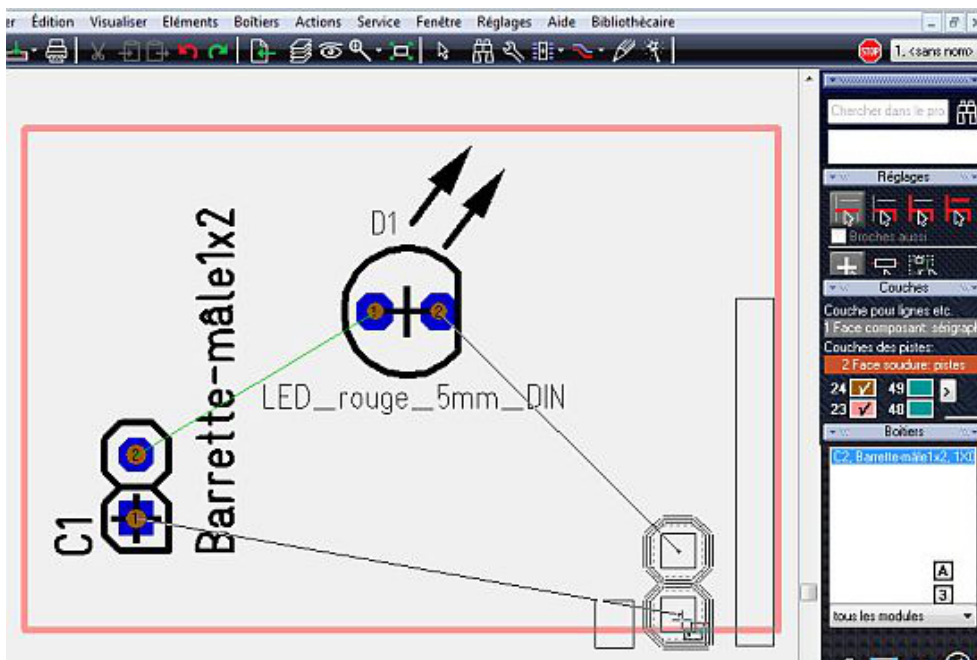 er Édition Visualiser Eléments Boîtiers Actions Service Fenêtre Réglages Aide Bibliothécaire
STOP 1. <sans nom>
Chercher dans le pro
Réglages
Broches aussi
Couches
Couche pour lignes etc.
1 Face composant: sérigraph
Couches des pistes:
2 Face soudure: pistes
24 49
23 48
Boîtiers
C2, Barrette-mâle1x2, 1X0
A
3
tous les modules
D1
1 2
LED_rouge_5mm_DIN
Barrette-mâle1x2
2
1
C1